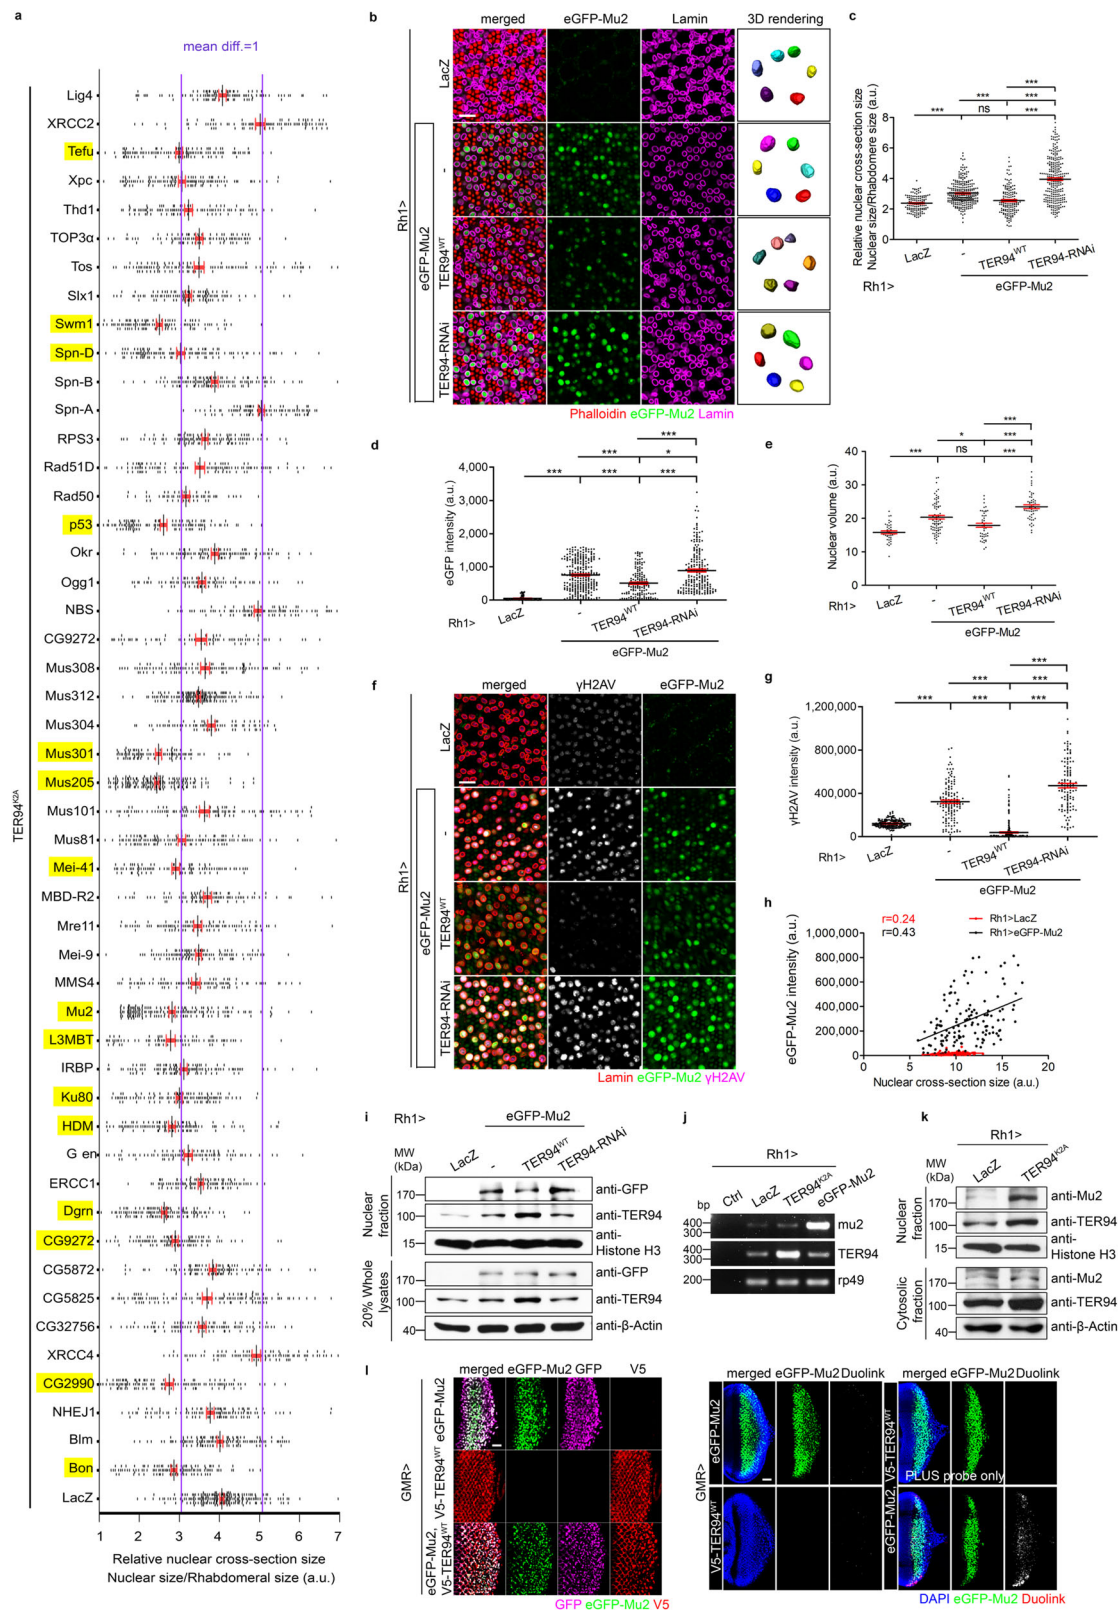 a
mean diff.=1
TER94K2A
Lig4
XRCC2
Tefu
Xpc
Thd1
TOP3α
Tos
Slx1
Swm1
Spn-D
Spn-B
Spn-A
RPS3
Rad51D
Rad50
p53
Okr
Ogg1
NBS
CG9272
Mus308
Mus312
Mus304
Mus301
Mus205
Mus101
Mus81
Mei-41
MBD-R2
Mre11
Mei-9
MMS4
Mu2
L3MBT
IRBP
Ku80
HDM
G en
ERCC1
Dgrn
CG9272
CG5872
CG5825
CG32756
XRCC4
CG2990
NHEJ1
Blm
Bon
LacZ
1 2 3 4 5 6 7
Relative nuclear cross-section size
Nuclear size/Rhabdomeral size (a.u.)
b
merged eGFP-Mu2 Lamin 3D rendering
Rh1>
LacZ
eGFP-Mu2
-
TER94WT
TER94-RNAi
Phalloidin eGFP-Mu2 Lamin
c
Relative nuclear cross-section size
Nuclear size/Rhabdomere size (a.u.)
8
6
4
2
0
***
*** ***
*** ns ***
LacZ - TER94WT TER94-RNAi
Rh1> eGFP-Mu2
d
eGFP intensity (a.u.)
4,000
3,000
2,000
1,000
0
***
*** *
*** *** ***
Rh1> LacZ - TER94WT TER94-RNAi
eGFP-Mu2
e
Nuclear volume (a.u.)
40
30
20
10
0
***
* ***
*** ns ***
Rh1> LacZ - TER94WT TER94-RNAi
eGFP-Mu2
f
merged γH2AV eGFP-Mu2
Rh1>
LacZ
eGFP-Mu2
-
TER94WT
TER94-RNAi
Lamin eGFP-Mu2 γH2AV
g
γH2AV intensity (a.u.)
1,200,000
800,000
400,000
0
***
*** ***
*** *** ***
Rh1> LacZ - TER94WT TER94-RNAi
eGFP-Mu2
h
r=0.24 Rh1>LacZ
r=0.43 Rh1>eGFP-Mu2
eGFP-Mu2 intensity (a.u.)
1,000,000
800,000
600,000
400,000
200,000
0
0 5 10 15 20
Nuclear cross-section size (a.u.)
i
Rh1> eGFP-Mu2
MW (kDa) LacZ - TER94WT TER94-RNAi
Nuclear fraction
170 anti-GFP
100 anti-TER94
15 anti-Histone H3
20% Whole lysates
170 anti-GFP
100 anti-TER94
40 anti-β-Actin
j
Rh1>
bp Ctrl LacZ TER94K2A eGFP-Mu2
400 mu2
300
400 TER94
300
200 rp49
k
Rh1>
MW (kDa) LacZ TER94K2A
Nuclear fraction
170 anti-Mu2
100 anti-TER94
15 anti-Histone H3
Cytosolic fraction
170 anti-Mu2
100 anti-TER94
40 anti-β-Actin
l
merged eGFP-Mu2 GFP V5
GMR>
eGFP-Mu2
V5-TER94WT
eGFP-Mu2, V5-TER94WT
GFP eGFP-Mu2 V5
merged eGFP-Mu2 Duolink
GMR>
eGFP-Mu2
V5-TER94WT
merged eGFP-Mu2 Duolink
eGFP-Mu2, V5-TER94WT
PLUS probe only
DAPI eGFP-Mu2 Duolink